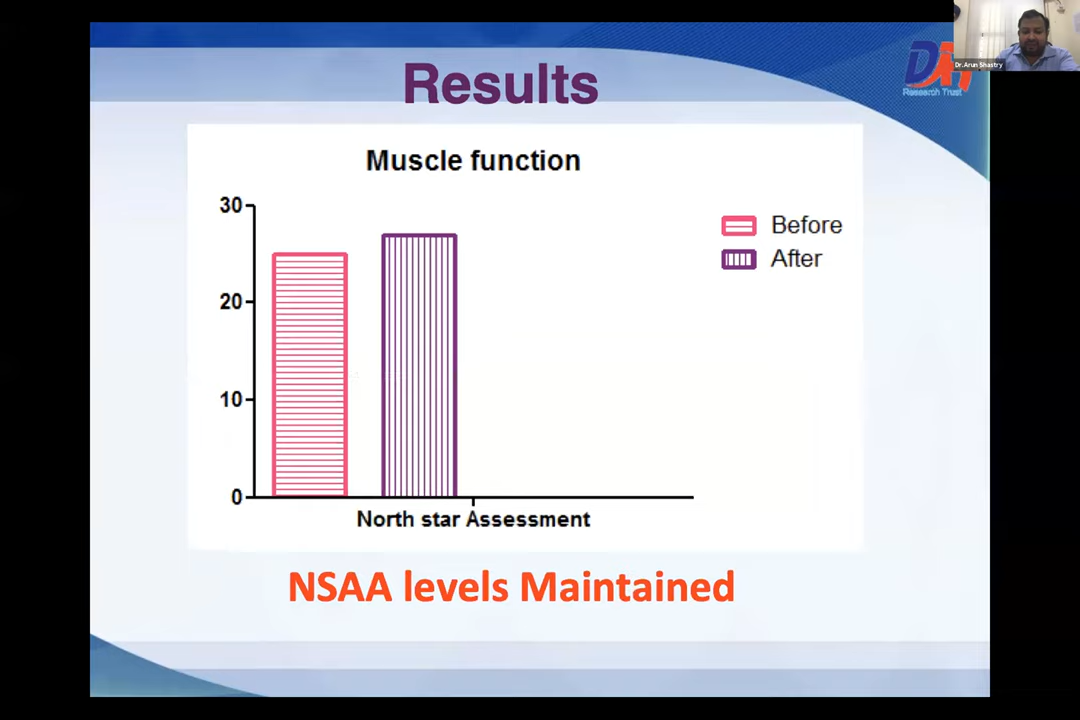 Dr.Arun Shastry
Research Trust
Results
Muscle function
30
20
10
0
Before
After
North star Assessment
NSAA levels Maintained